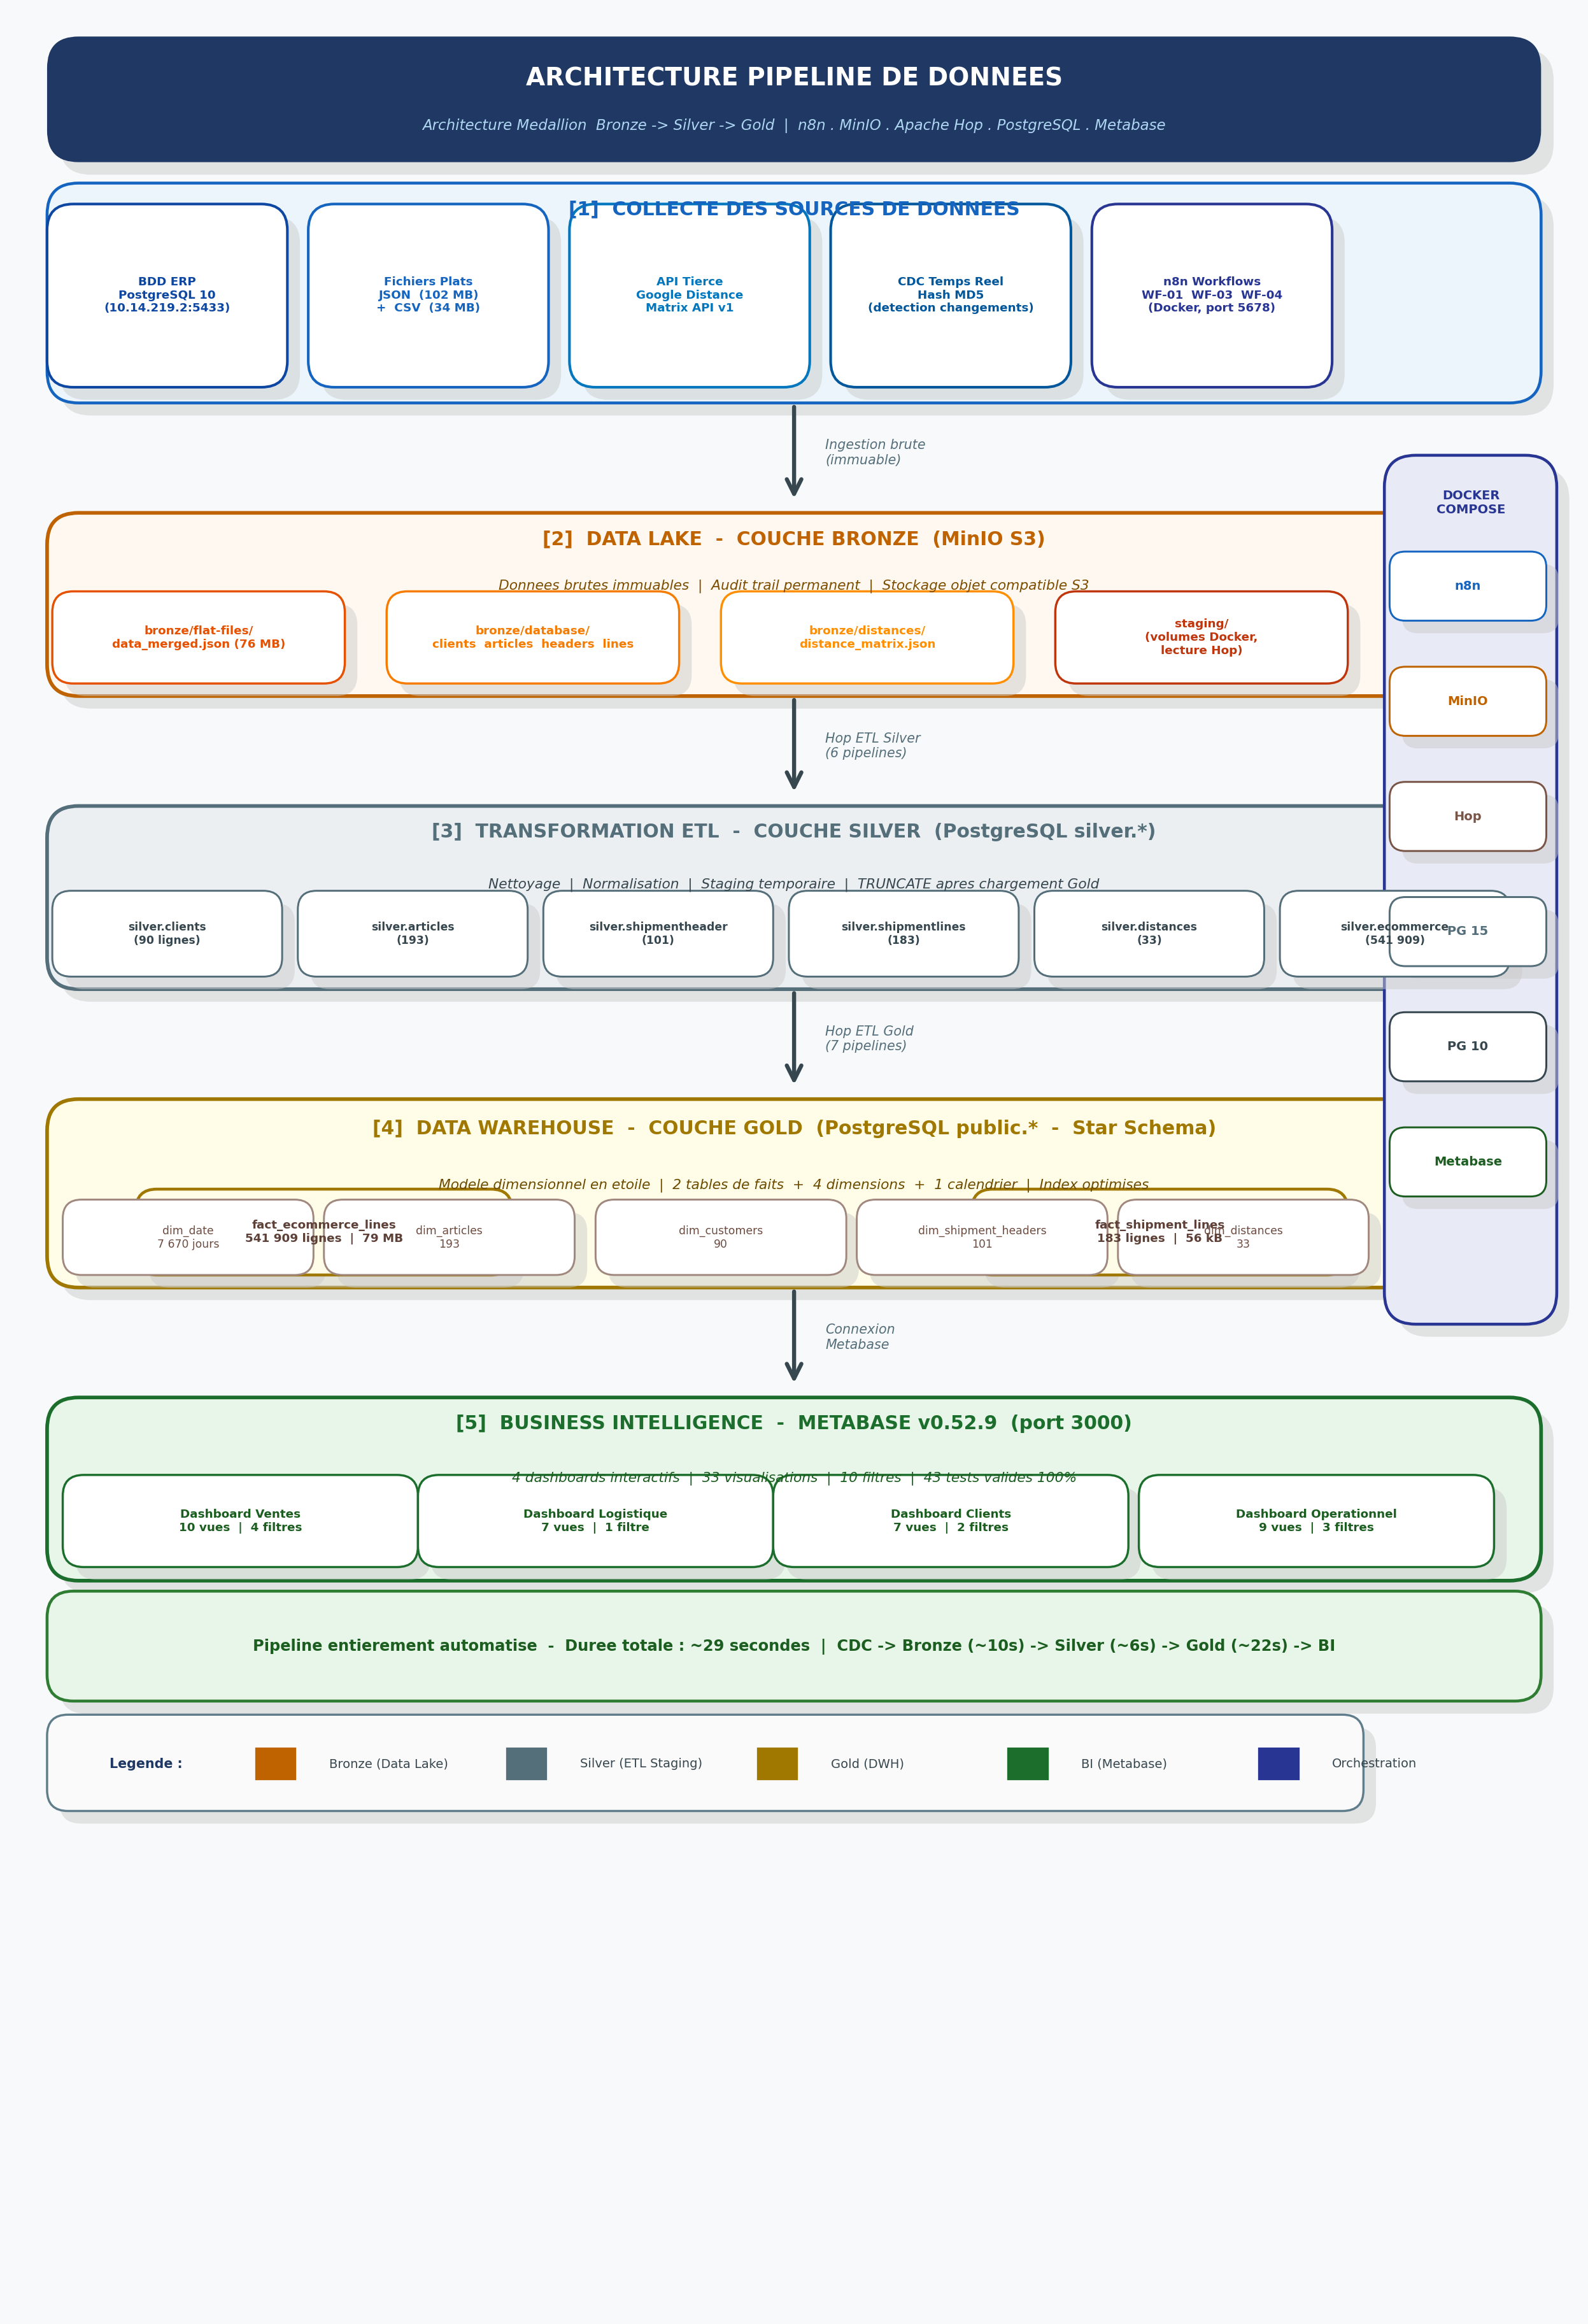 ARCHITECTURE PIPELINE DE DONNEES
Architecture Medallion  Bronze -> Silver -> Gold  |  n8n . MinIO . Apache Hop . PostgreSQL . Metabase
[1]  COLLECTE DES SOURCES DE DONNEES
BDD ERP
PostgreSQL 10
(10.14.219.2:5433)
Fichiers Plats
JSON  (102 MB)
+  CSV  (34 MB)
API Tierce
Google Distance
Matrix API v1
CDC Temps Reel
Hash MD5
(detection changements)
n8n Workflows
WF-01  WF-03  WF-04
(Docker, port 5678)
Ingestion brute
(immuable)
DOCKER
COMPOSE
n8n
MinIO
Hop
PG 15
PG 10
Metabase
[2]  DATA LAKE  -  COUCHE BRONZE  (MinIO S3)
Donnees brutes immuables  |  Audit trail permanent  |  Stockage objet compatible S3
bronze/flat-files/
data_merged.json (76 MB)
bronze/database/
clients  articles  headers  lines
bronze/distances/
distance_matrix.json
staging/
(volumes Docker,
lecture Hop)
Hop ETL Silver
(6 pipelines)
[3]  TRANSFORMATION ETL  -  COUCHE SILVER  (PostgreSQL silver.*)
Nettoyage  |  Normalisation  |  Staging temporaire  |  TRUNCATE apres chargement Gold
silver.clients
(90 lignes)
silver.articles
(193)
silver.shipmentheader
(101)
silver.shipmentlines
(183)
silver.distances
(33)
silver.ecommerce
(541 909)
Hop ETL Gold
(7 pipelines)
[4]  DATA WAREHOUSE  -  COUCHE GOLD  (PostgreSQL public.*  -  Star Schema)
Modele dimensionnel en etoile  |  2 tables de faits  +  4 dimensions  +  1 calendrier  |  Index optimises
fact_ecommerce_lines
541 909 lignes  |  79 MB
fact_shipment_lines
183 lignes  |  56 kB
dim_date
7 670 jours
dim_articles
193
dim_customers
90
dim_shipment_headers
101
dim_distances
33
Connexion
Metabase
[5]  BUSINESS INTELLIGENCE  -  METABASE v0.52.9  (port 3000)
4 dashboards interactifs  |  33 visualisations  |  10 filtres  |  43 tests valides 100%
Dashboard Ventes
10 vues  |  4 filtres
Dashboard Logistique
7 vues  |  1 filtre
Dashboard Clients
7 vues  |  2 filtres
Dashboard Operationnel
9 vues  |  3 filtres
Pipeline entierement automatise  -  Duree totale : ~29 secondes  |  CDC -> Bronze (~10s) -> Silver (~6s) -> Gold (~22s) -> BI
Legende :
Bronze (Data Lake)
Silver (ETL Staging)
Gold (DWH)
BI (Metabase)
Orchestration